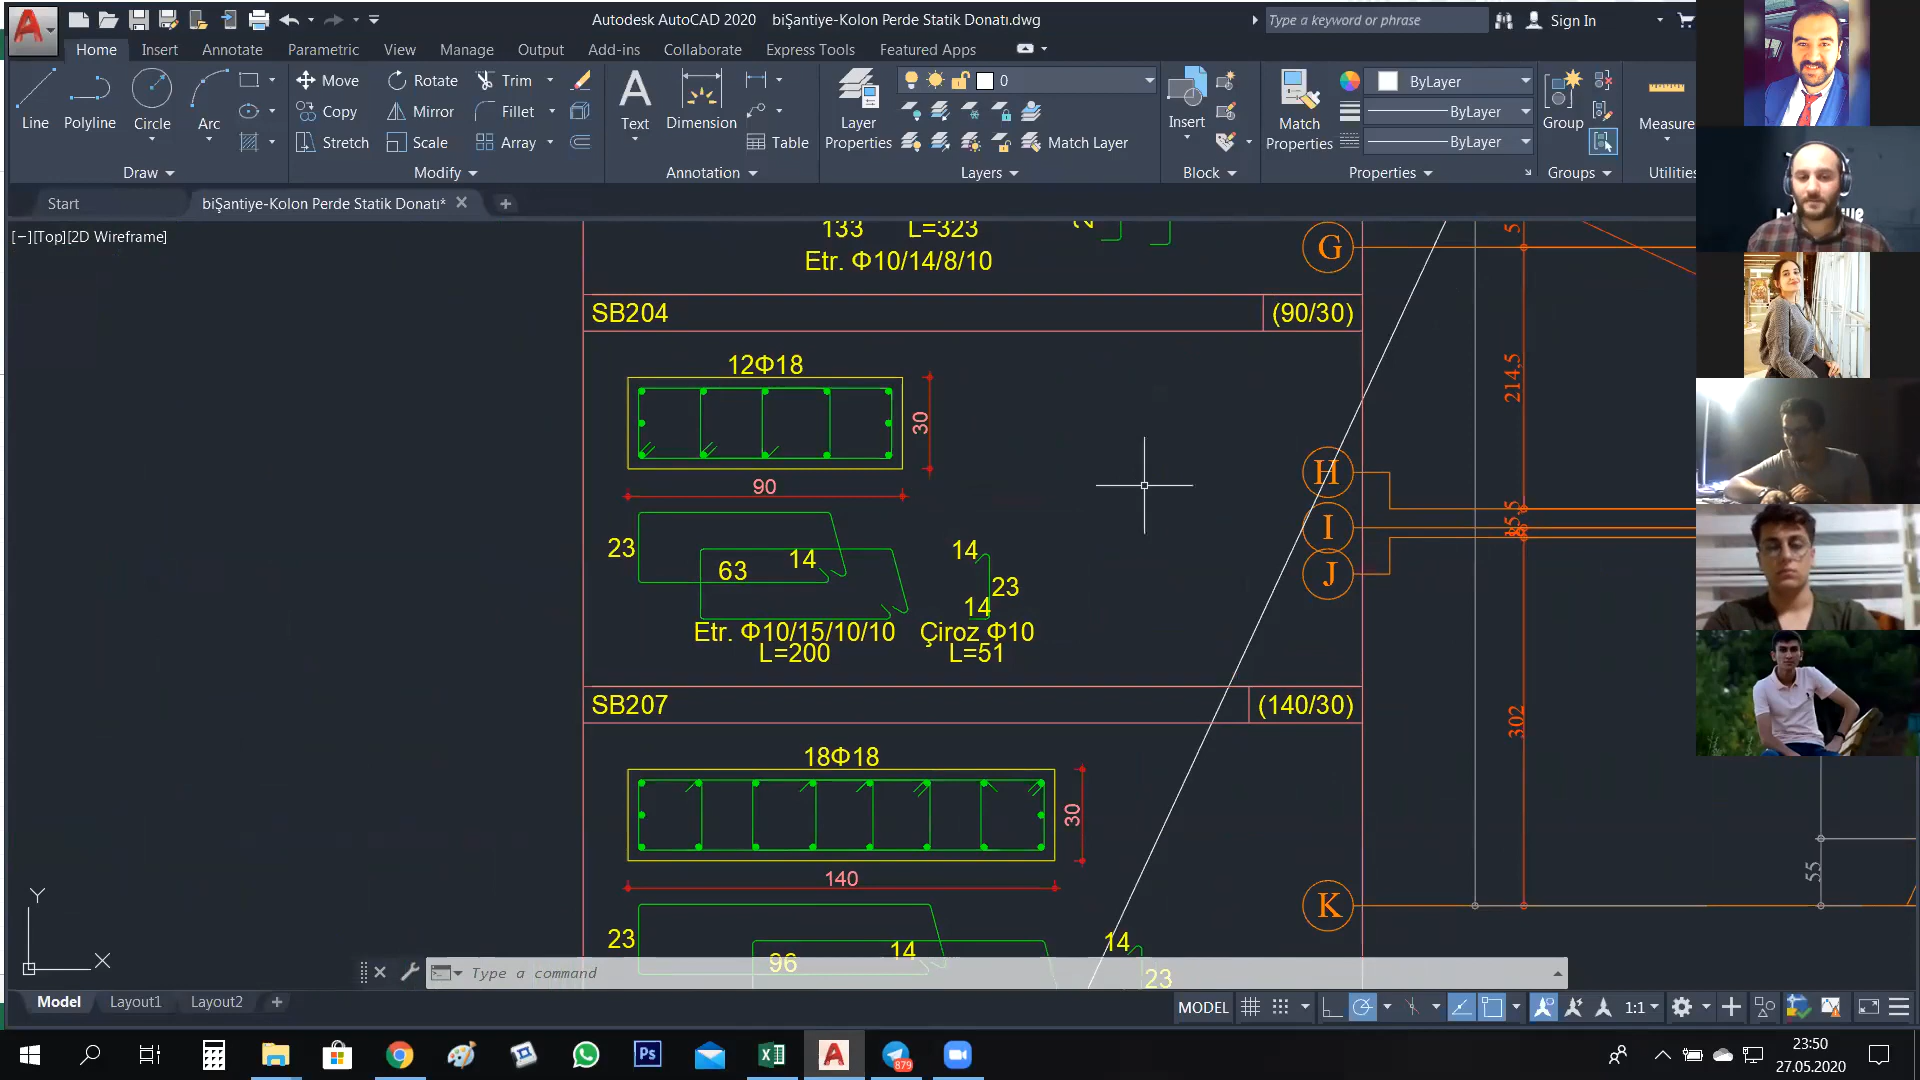 Autodesk AutoCAD 2020 biŞantiye-Kolon Perde Statik Donatı.dwg
Type a keyword or phrase
Sign In
Home Insert Annotate Parametric View Manage Output Add-ins Collaborate Express Tools Featured Apps
Line
Polyline
Circle
Arc
Move
Copy
Stretch
Rotate
Mirror
Scale
Trim
Fillet
Array
Text
Dimension
Table
Layer
Properties
0
Match Layer
Insert
Match
Properties
ByLayer
ByLayer
ByLayer
Group
Measure
Draw
Modify
Annotation
Layers
Block
Properties
Groups
Utilities
Start
biŞantiye-Kolon Perde Statik Donatı*
[−][Top][2D Wireframe]
133 L=323
Etr. Φ10/14/8/10
SB204 (90/30)
12Φ18
30
90
23
63
14
14
23
14
Etr. Φ10/15/10/10
L=200
Çiroz Φ10
L=51
SB207 (140/30)
18Φ18
30
140
23
96
14
14
23
G
H
I
J
K
5
214.5
302
55
Y
X
Type a command
Model Layout1 Layout2
MODEL
1:1
Ps
879
23:50
27.05.2020